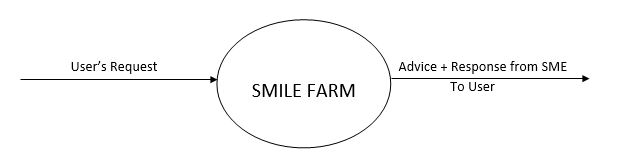 User's Request
SMILE FARM
Advice + Response from SME
To User